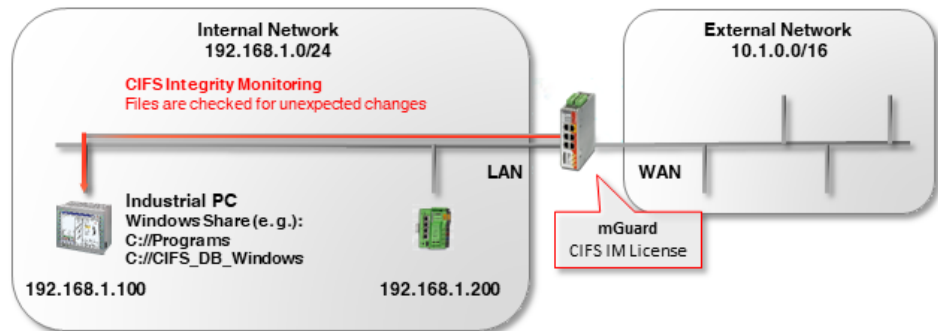 Internal Network
192.168.1.0/24
External Network
10.1.0.0/16
CIFS Integrity Monitoring
Files are checked for unexpected changes
LAN
WAN
Industrial PC
Windows Share (e. g.):
C://Programs
C://CIFS_DB_Windows
mGuard
CIFS IM License
192.168.1.100
192.168.1.200